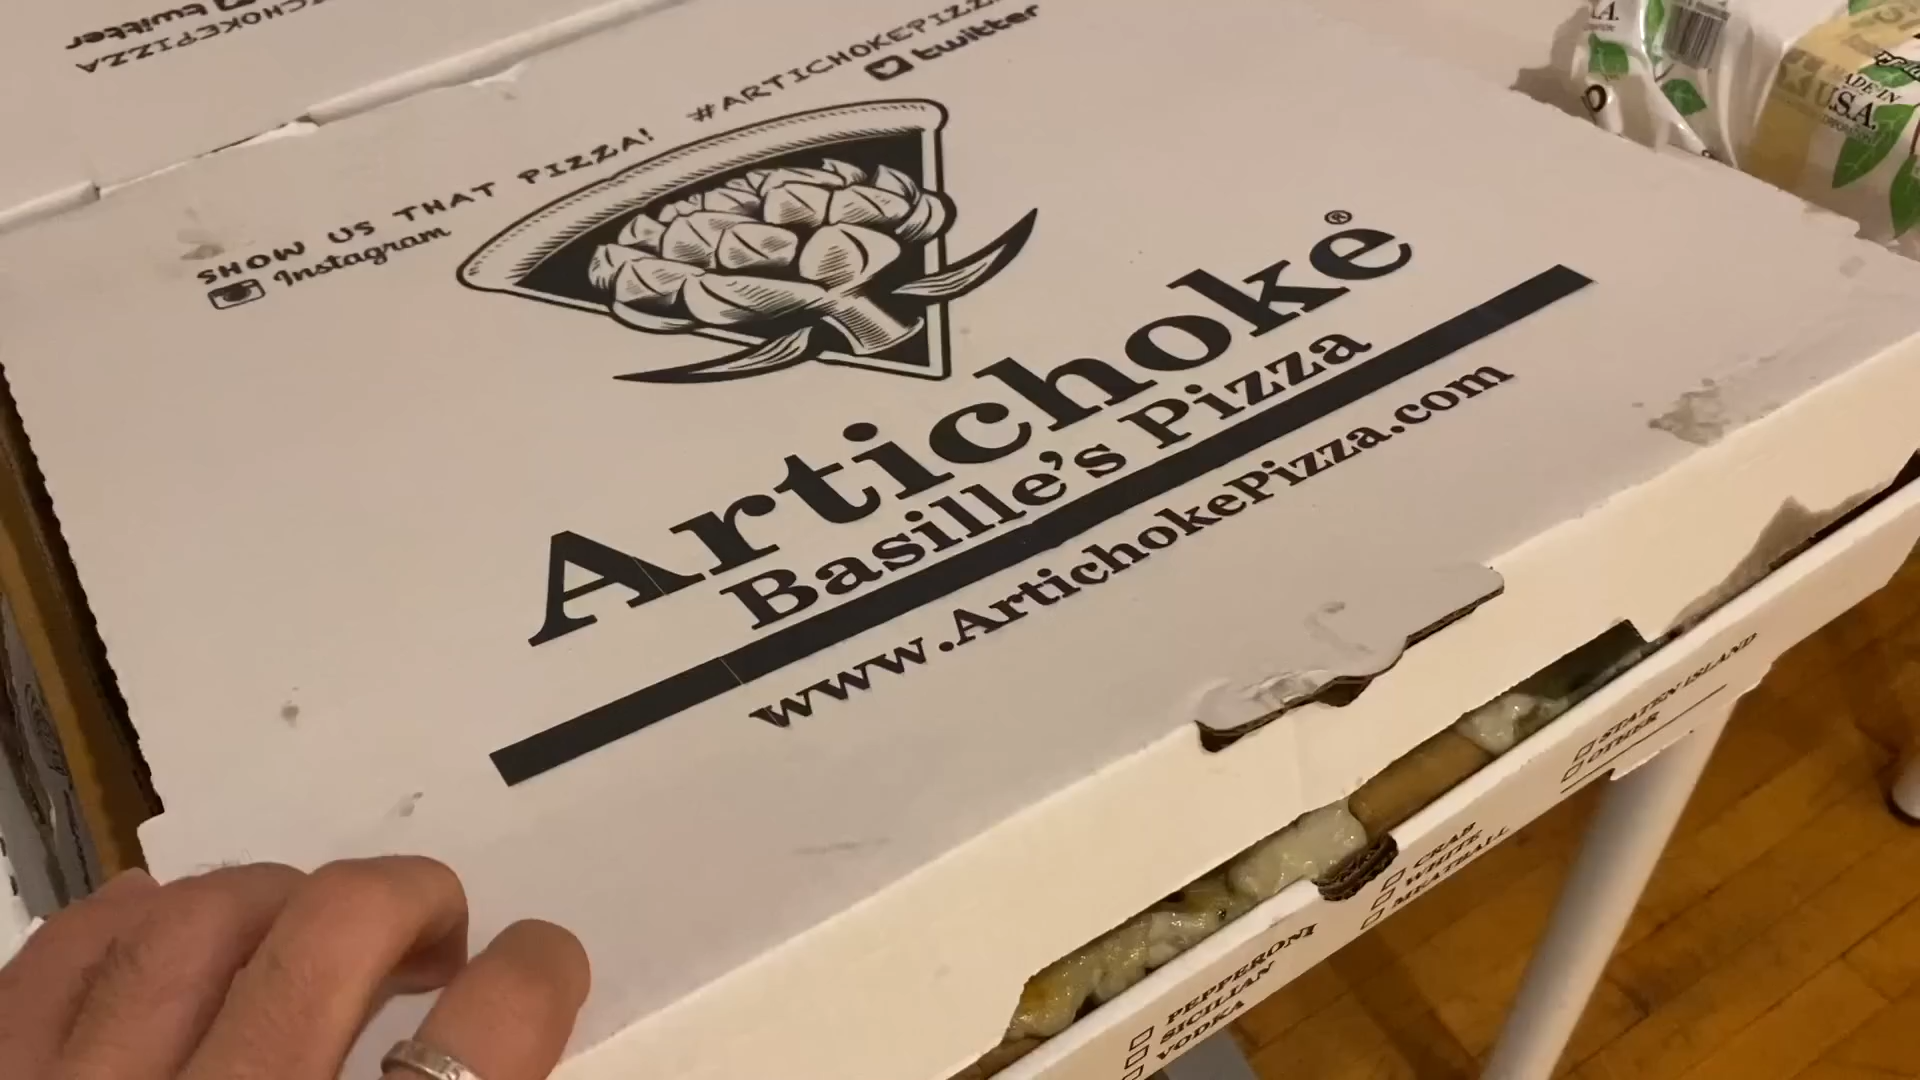 twitter
SHOW US THAT PIZZA! #ARTICHOKEPIZZA
Instagram
twitter
Artichoke®
Basille's Pizza
www.ArtichokePizza.com
MADE IN
U.S.A.
STATEN ISLAND
OTHER
CRAB
WHITE
MEATBALL
PEPPERONI
SICILIAN
VODKA